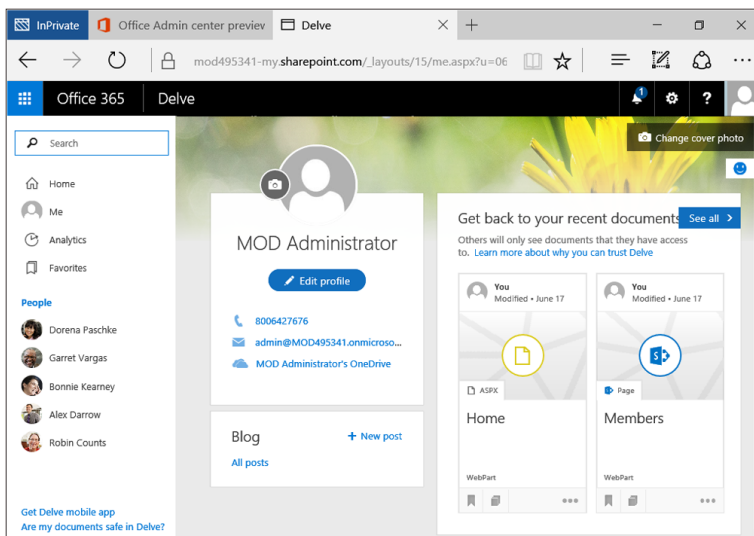 InPrivate
Office Admin center preview
Delve
mod495341-my.sharepoint.com/_layouts/15/me.aspx?u=06
Office 365
Delve
1
?
Change cover photo
Search
Home
Me
Analytics
Favorites
People
Dorena Paschke
Garret Vargas
Bonnie Kearney
Alex Darrow
Robin Counts
Get Delve mobile app
Are my documents safe in Delve?
MOD Administrator
Edit profile
8006427676
admin@MOD495341.onmicroso...
MOD Administrator's OneDrive
Blog
+ New post
All posts
Get back to your recent documents
See all >
Others will only see documents that they have access
to. Learn more about why you can trust Delve
You
Modified • June 17
ASPX
Home
WebPart
You
Modified • June 17
S
Page
Members
WebPart